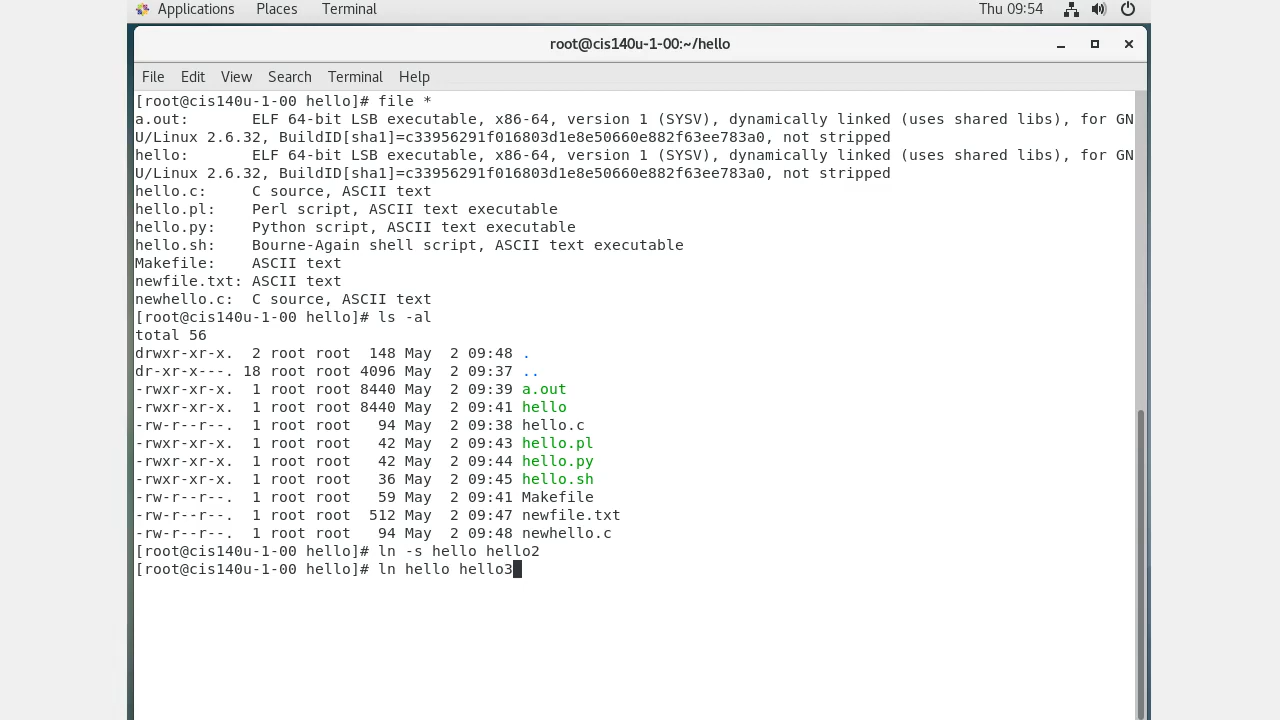 Applications Places Terminal Thu 09:54
root@cis140u-1-00:~/hello
File Edit View Search Terminal Help
[root@cis140u-1-00 hello]# file *
a.out:       ELF 64-bit LSB executable, x86-64, version 1 (SYSV), dynamically linked (uses shared libs), for GN
U/Linux 2.6.32, BuildID[sha1]=c33956291f016803d1e8e50660e882f63ee783a0, not stripped
hello:       ELF 64-bit LSB executable, x86-64, version 1 (SYSV), dynamically linked (uses shared libs), for GN
U/Linux 2.6.32, BuildID[sha1]=c33956291f016803d1e8e50660e882f63ee783a0, not stripped
hello.c:     C source, ASCII text
hello.pl:    Perl script, ASCII text executable
hello.py:    Python script, ASCII text executable
hello.sh:    Bourne-Again shell script, ASCII text executable
Makefile:    ASCII text
newfile.txt: ASCII text
newhello.c:  C source, ASCII text
[root@cis140u-1-00 hello]# ls -al
total 56
drwxr-xr-x.  2 root root  148 May  2 09:48 .
dr-xr-x---. 18 root root 4096 May  2 09:37 ..
-rwxr-xr-x.  1 root root 8440 May  2 09:39 a.out
-rwxr-xr-x.  1 root root 8440 May  2 09:41 hello
-rw-r--r--.  1 root root   94 May  2 09:38 hello.c
-rwxr-xr-x.  1 root root   42 May  2 09:43 hello.pl
-rwxr-xr-x.  1 root root   42 May  2 09:44 hello.py
-rwxr-xr-x.  1 root root   36 May  2 09:45 hello.sh
-rw-r--r--.  1 root root   59 May  2 09:41 Makefile
-rw-r--r--.  1 root root  512 May  2 09:47 newfile.txt
-rw-r--r--.  1 root root   94 May  2 09:48 newhello.c
[root@cis140u-1-00 hello]# ln -s hello hello2
[root@cis140u-1-00 hello]# ln hello hello3